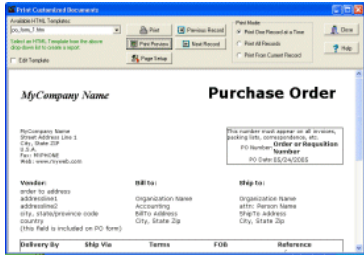 Print Customized Documents
Available HTML Templates:
po_form_1.htm
Select an HTML Template from the above
drop-down list to create a report
Edit Template
Print
Print Preview
Page Setup
Previous Record
Next Record
Print Mode:
Print One Record at a Time
Print All Records
Print From Current Record
Close
Help
MyCompany Name
Purchase Order
MyCompany Name
Street Address Line 1
City, State ZIP
U.S.A.
Fax: MYPHONE
Web: www.myweb.com
This number must appear on all invoices,
packing lists, correspondence, etc.
PO Number: Order or Requsition
Number
PO Date: 05/04/2005
Vendor:
order to address
addressline1
addressline2
city, state/province code
country
(this field is included on PO form)
Bill to:
Organization Name
Accounting
BillTo Address
City, State Zip
Ship to:
Organization Name
attn: Person Name
ShipTo Address
City, State Zip
Delivery By Ship Via Terms FOB Reference